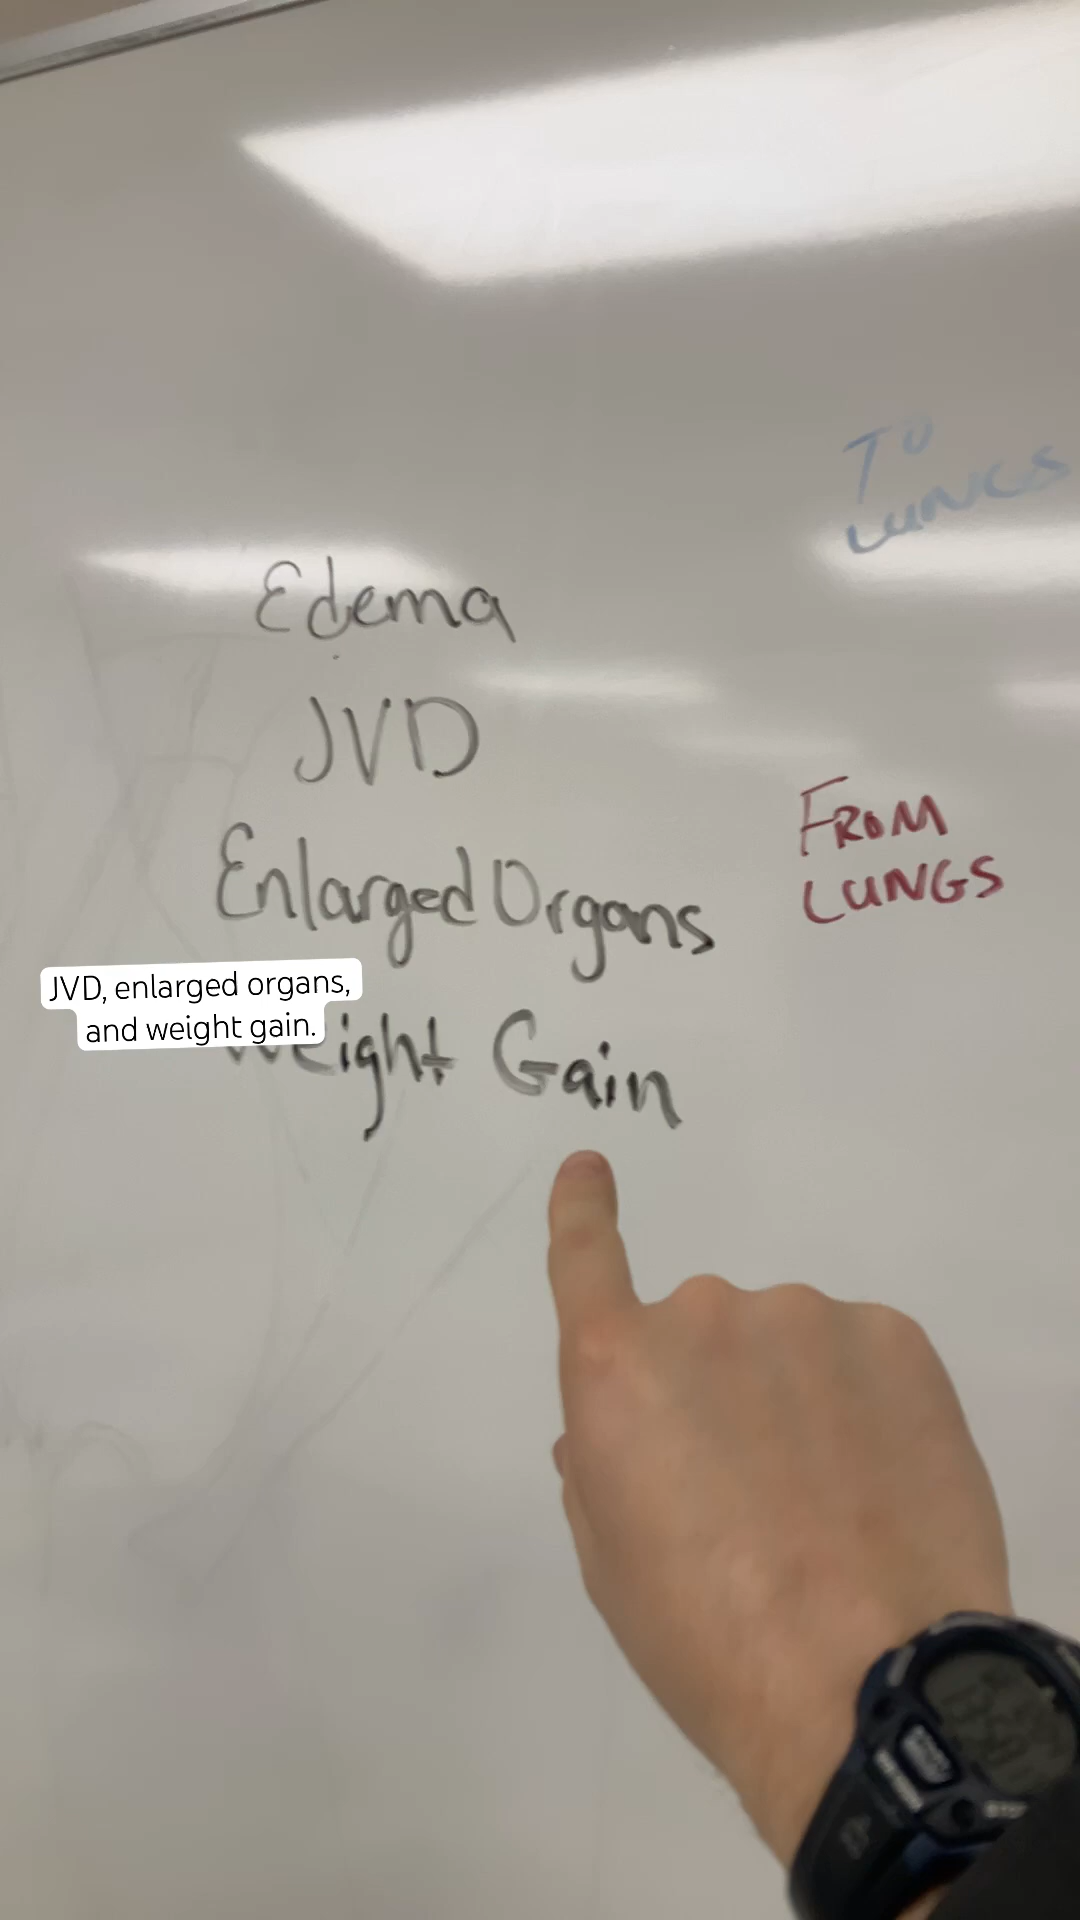 To
LUNGS
Edema
JVD
Enlarged Organs
FROM
LUNGS
JVD, enlarged organs,
and weight gain.
Weight Gain